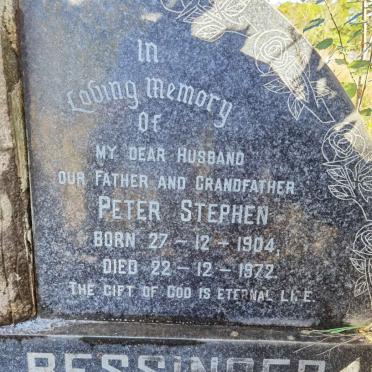 In
Loving Memory
Of
MY DEAR HUSBAND
OUR FATHER AND GRANDFATHER
PETER STEPHEN
BORN 27-12-1904
DIED 22-12-1972
THE GIFT OF GOD IS ETERNAL LIFE.
BESSINGER